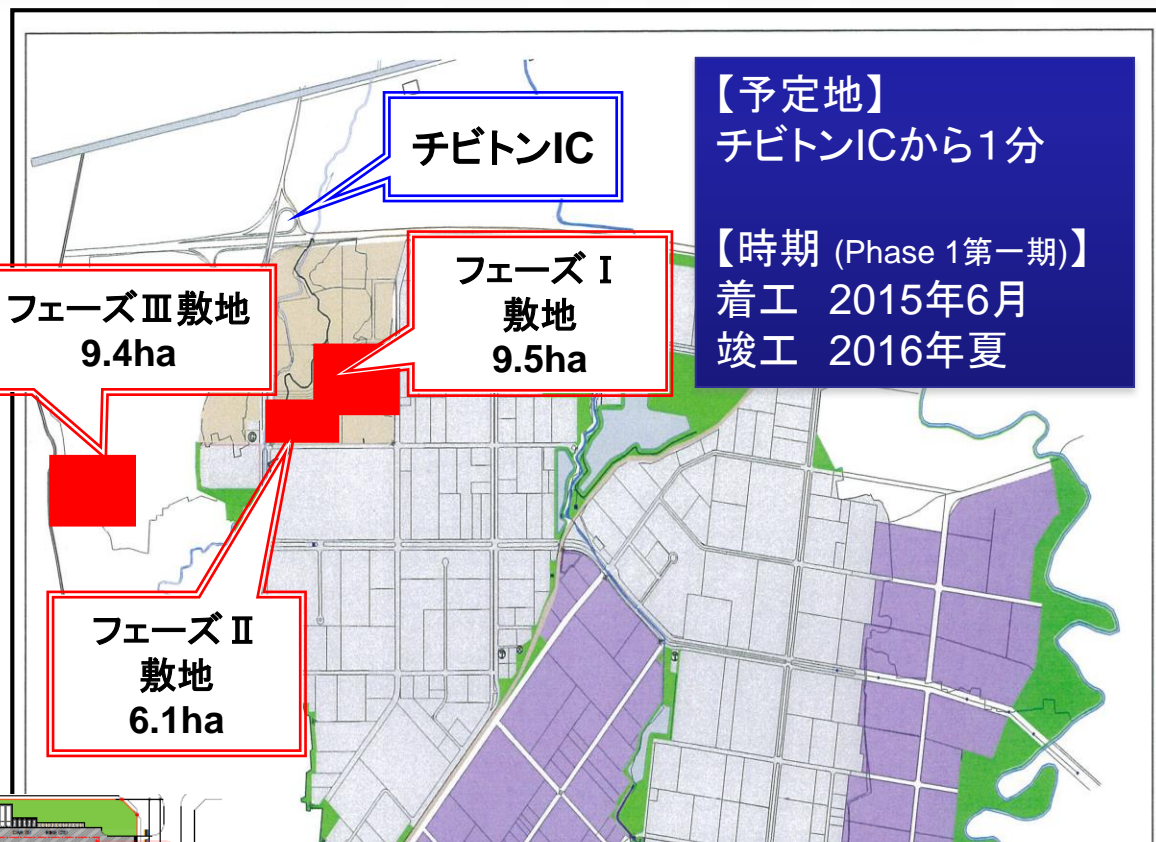 チビトンIC
【予定地】
チビトンICから1分
【時期 (Phase 1第一期)】
着工 2015年6月
竣工 2016年夏
フェーズⅠ
敷地
9.5ha
フェーズⅢ敷地
9.4ha
フェーズⅡ
敷地
6.1ha